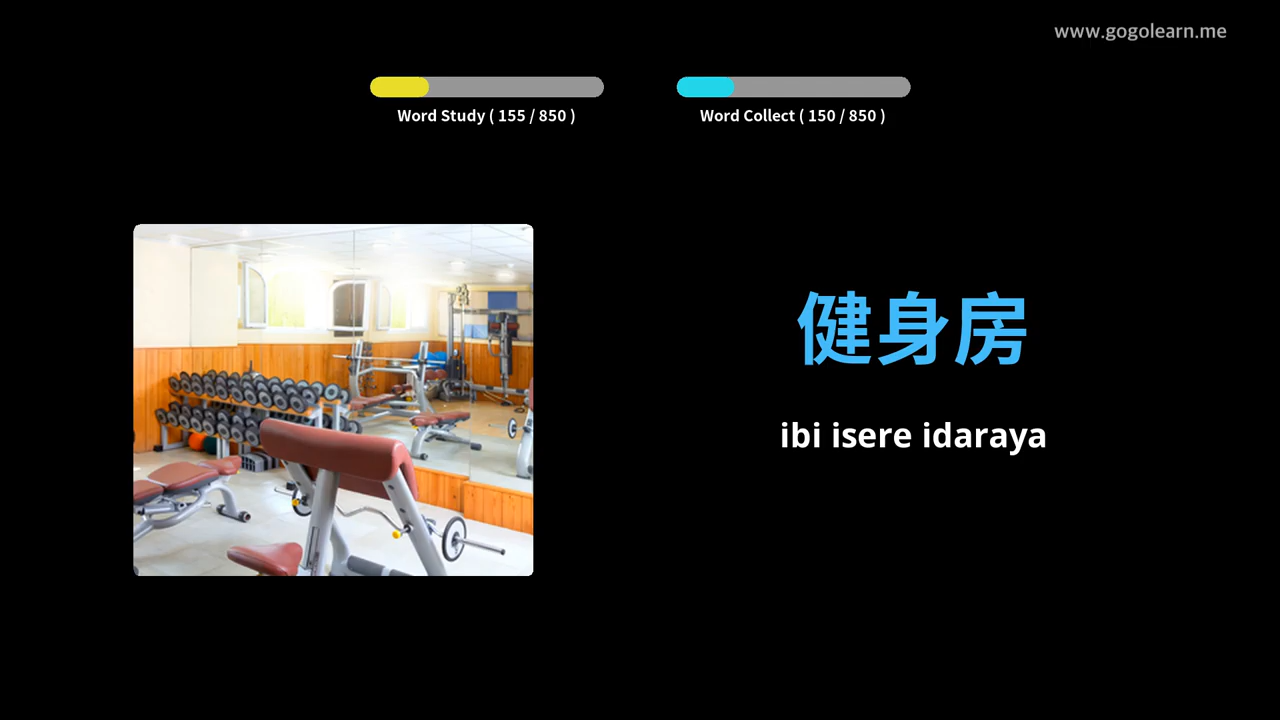 www.gogolearn.me
Word Study ( 155 / 850 )
Word Collect ( 150 / 850 )
健身房
ibi isere idaraya